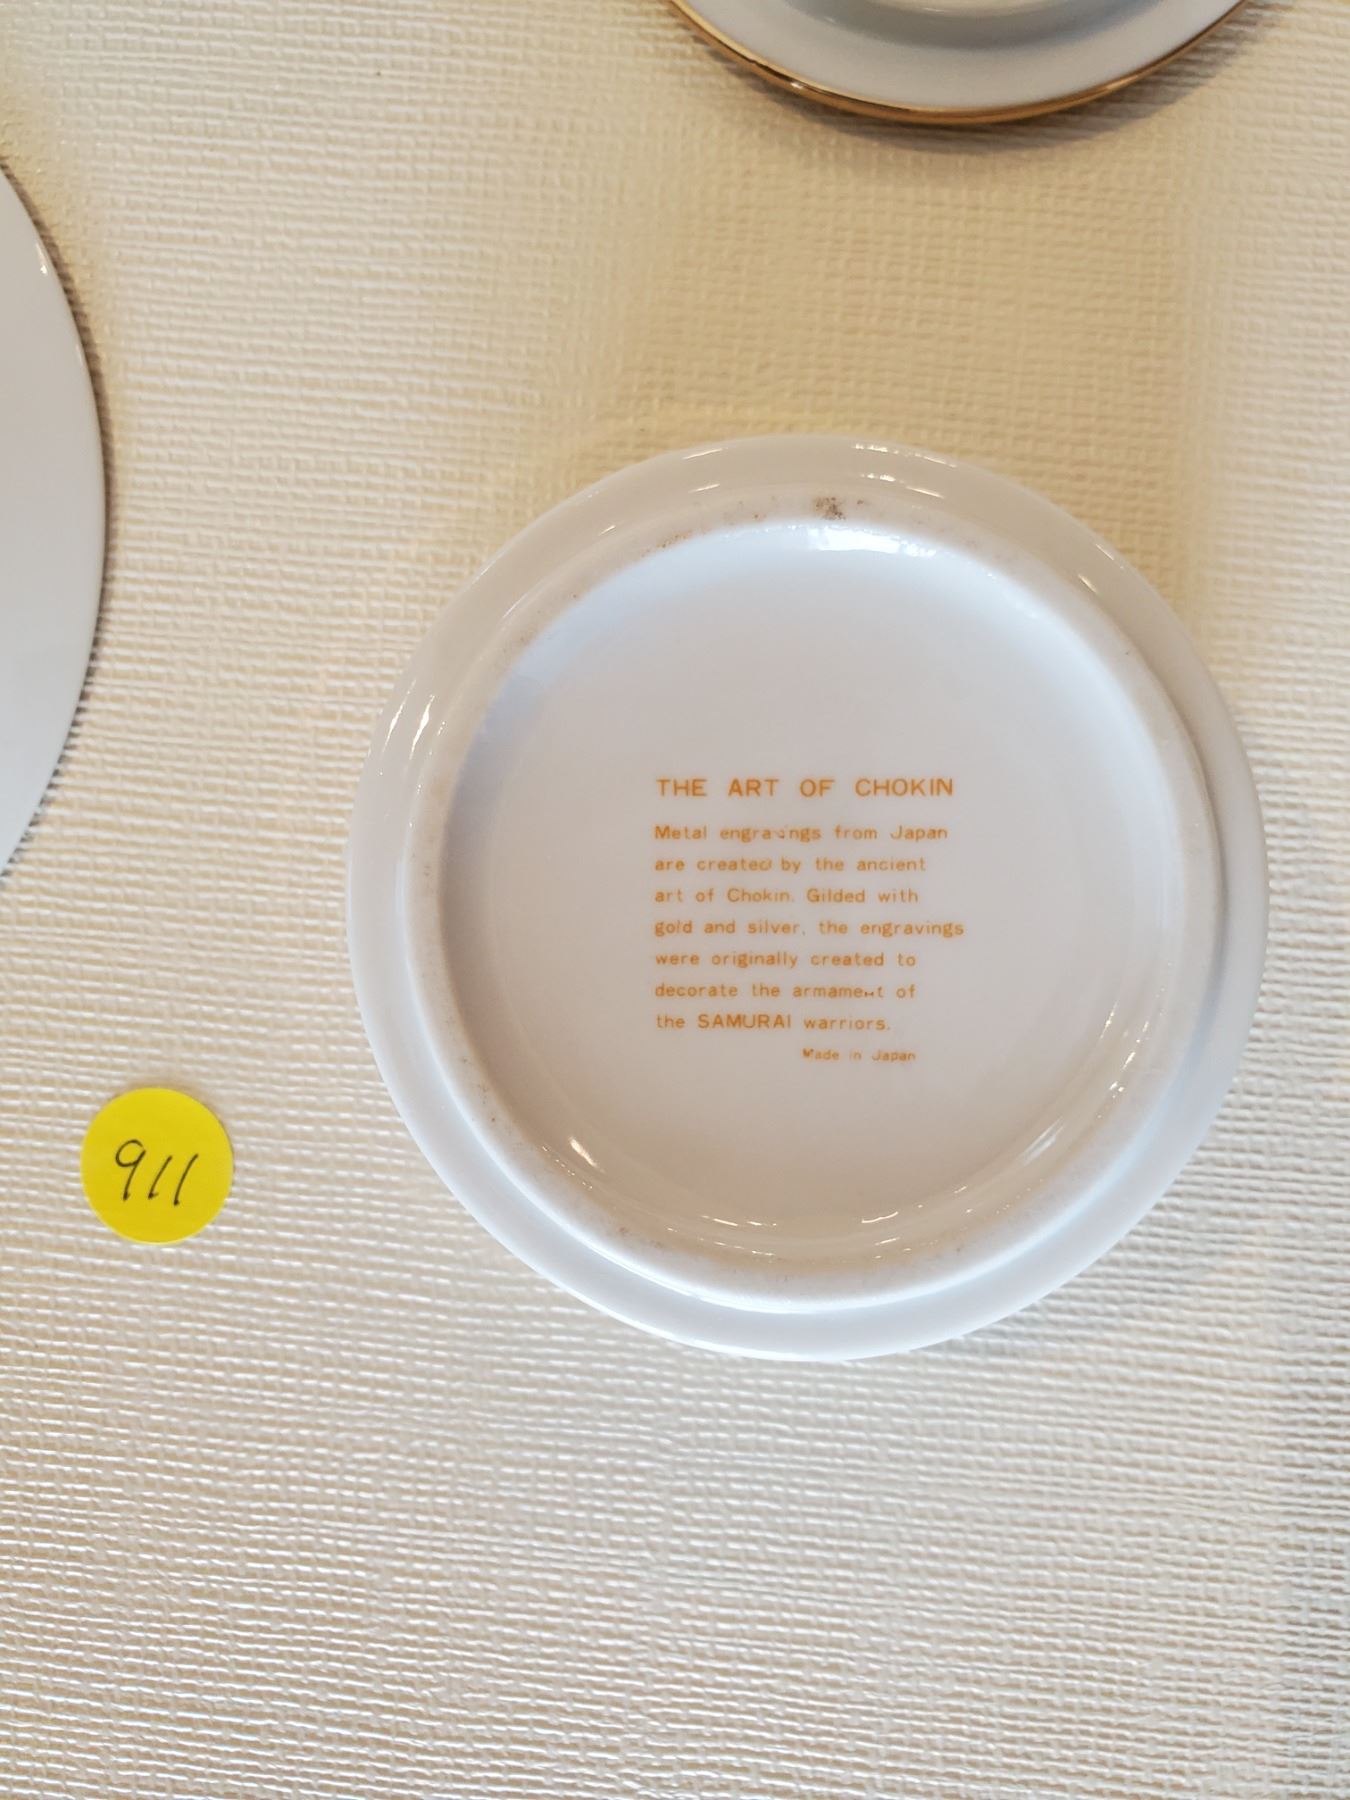 THE ART OF CHOKIN
Metal engravings from Japan
are created by the ancient
art of Chokin. Gilded with
gold and silver, the engravings
were originally created to
decorate the armament of
the SAMURAI warriors.
Made in Japan
911